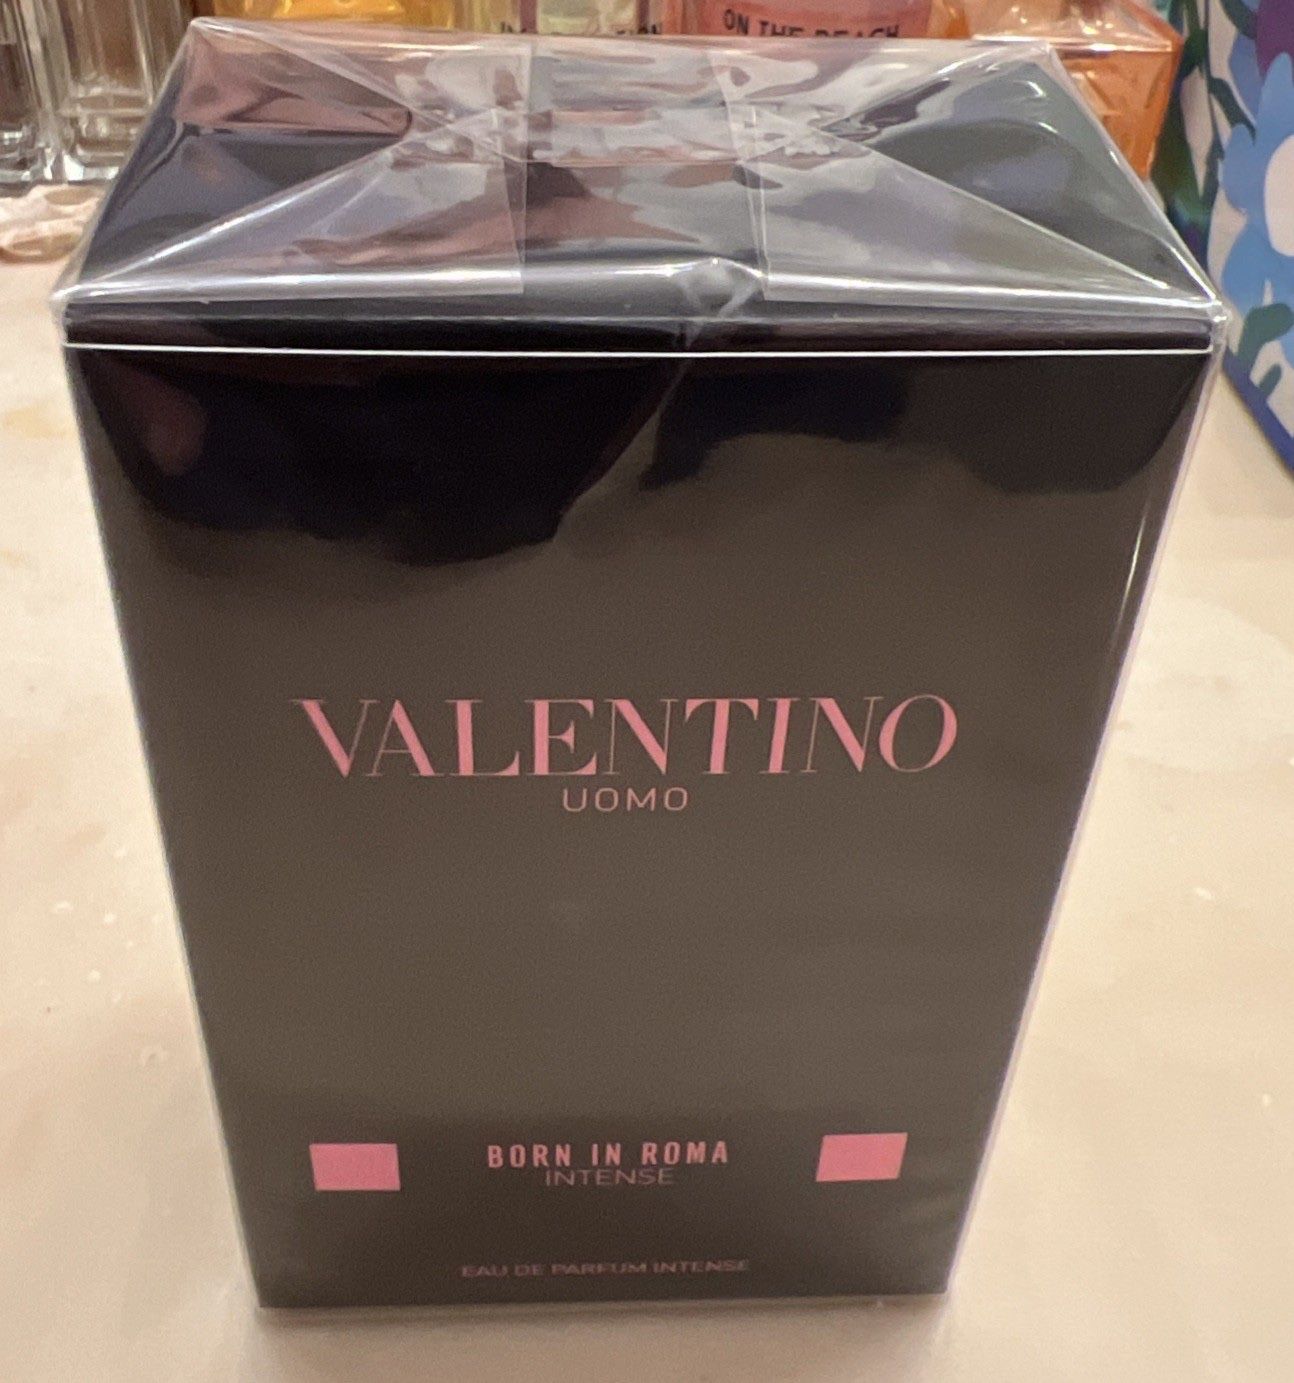 ON THE BEACH
VALENTINO
UOMO
BORN IN ROMA
INTENSE
EAU DE PARFUM INTENSE